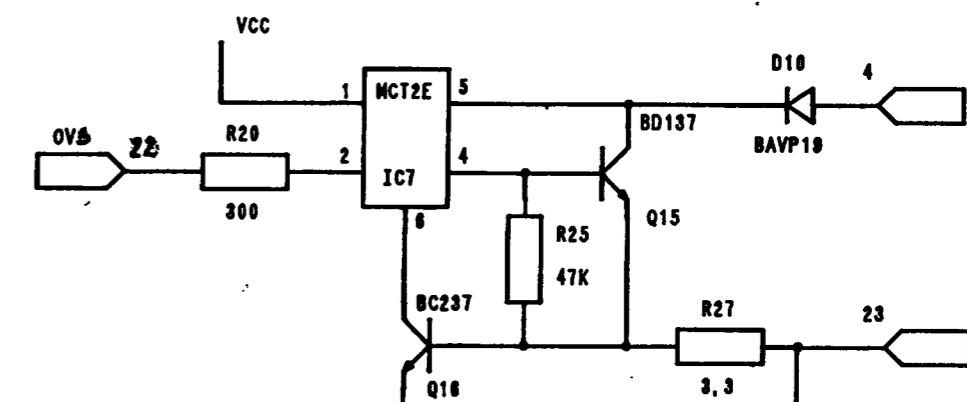 VCC
D10
4
1
MCT2E
5
BD137
BAVP19
R20
2
IC7
4
300
6
Q15
R25
47K
BC237
R27
23
Q16
3,3